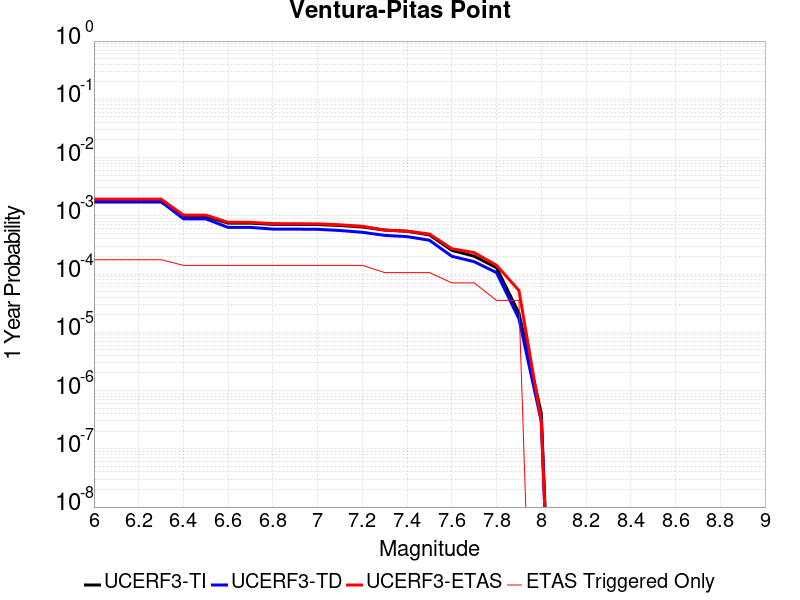 Ventura-Pitas Point
10^0
10^-1
10^-2
10^-3
10^-4
10^-5
10^-6
10^-7
10^-8
1 Year Probability
6 6.2 6.4 6.6 6.8 7 7.2 7.4 7.6 7.8 8 8.2 8.4 8.6 8.8 9
Magnitude
UCERF3-TI UCERF3-TD UCERF3-ETAS ETAS Triggered Only